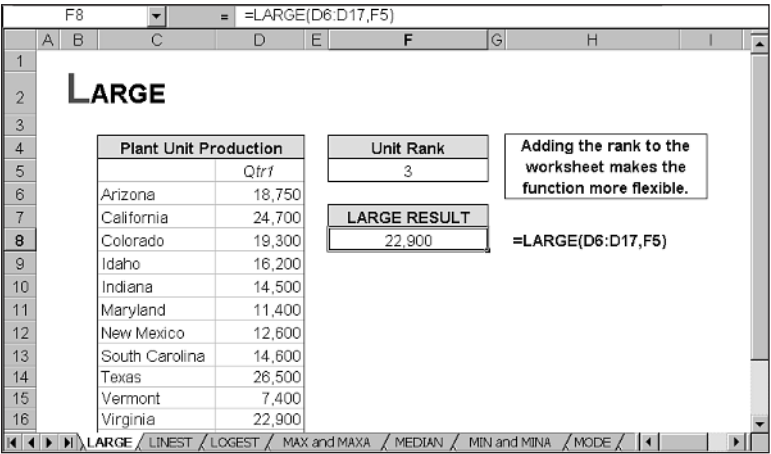 F8 = =LARGE(D6:D17,F5)
A B C D E F G H I
1
2 LARGE
3
4 Plant Unit Production Unit Rank Adding the rank to the
5 Qtr1 3 worksheet makes the
function more flexible.
6 Arizona 18,750
7 California 24,700 LARGE RESULT
8 Colorado 19,300 22,900 =LARGE(D6:D17,F5)
9 Idaho 16,200
10 Indiana 14,500
11 Maryland 11,400
12 New Mexico 12,600
13 South Carolina 14,600
14 Texas 26,500
15 Vermont 7,400
16 Virginia 22,900
LARGE LINEST LOGEST MAX and MAXA MEDIAN MIN and MINA MODE